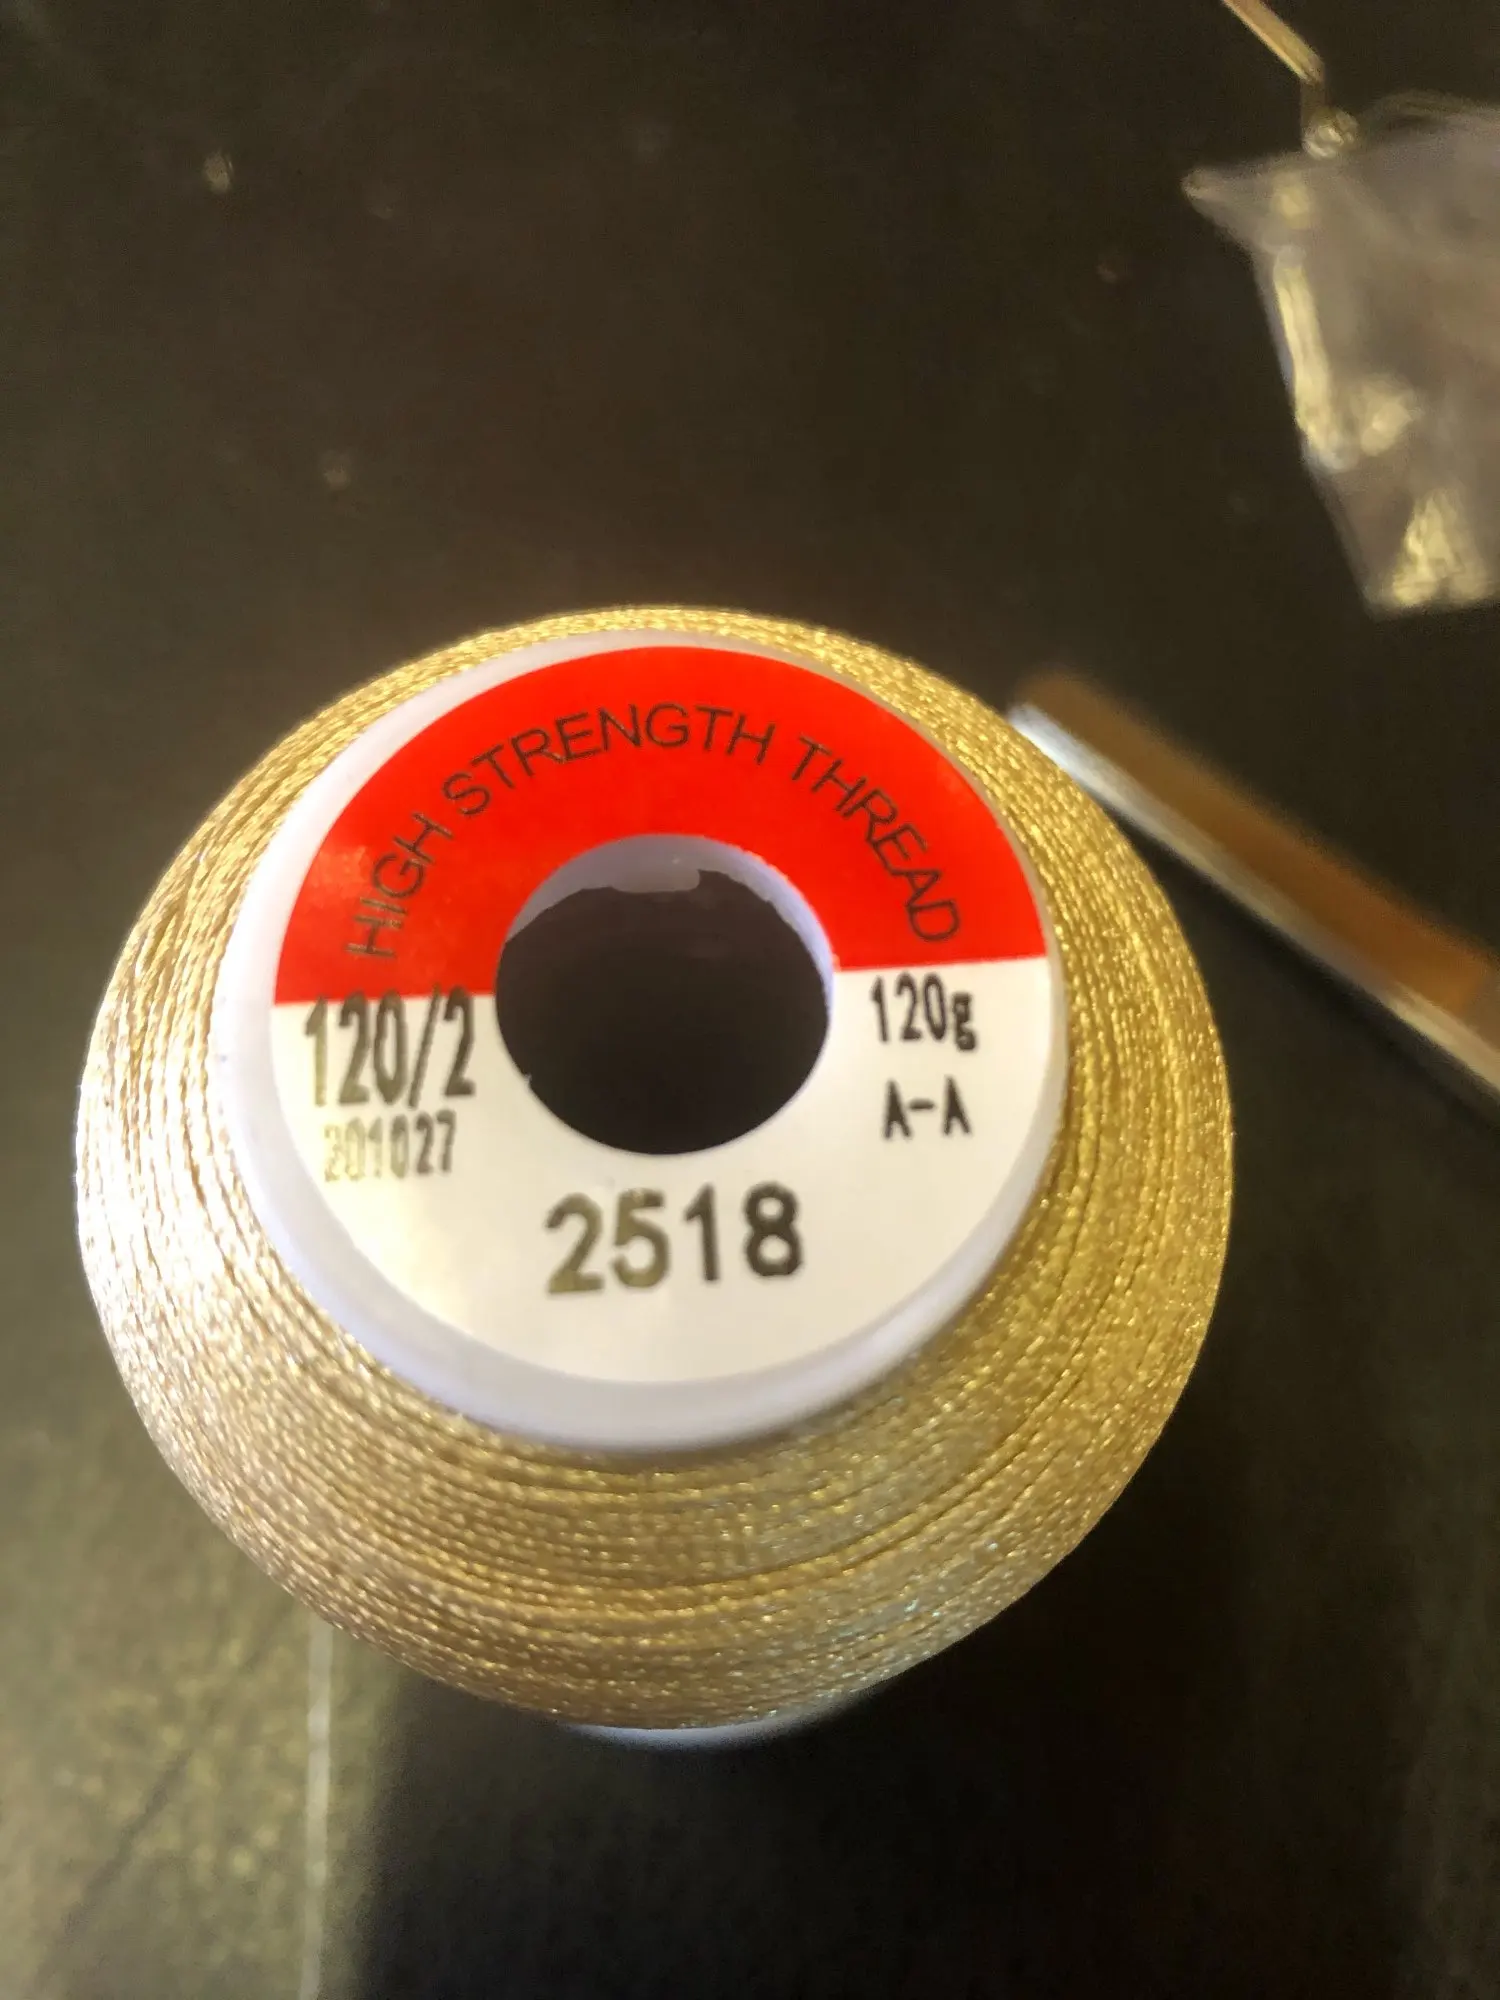 HIGH STRENGTH THREAD
120/2
201027
120g
A-A
2518